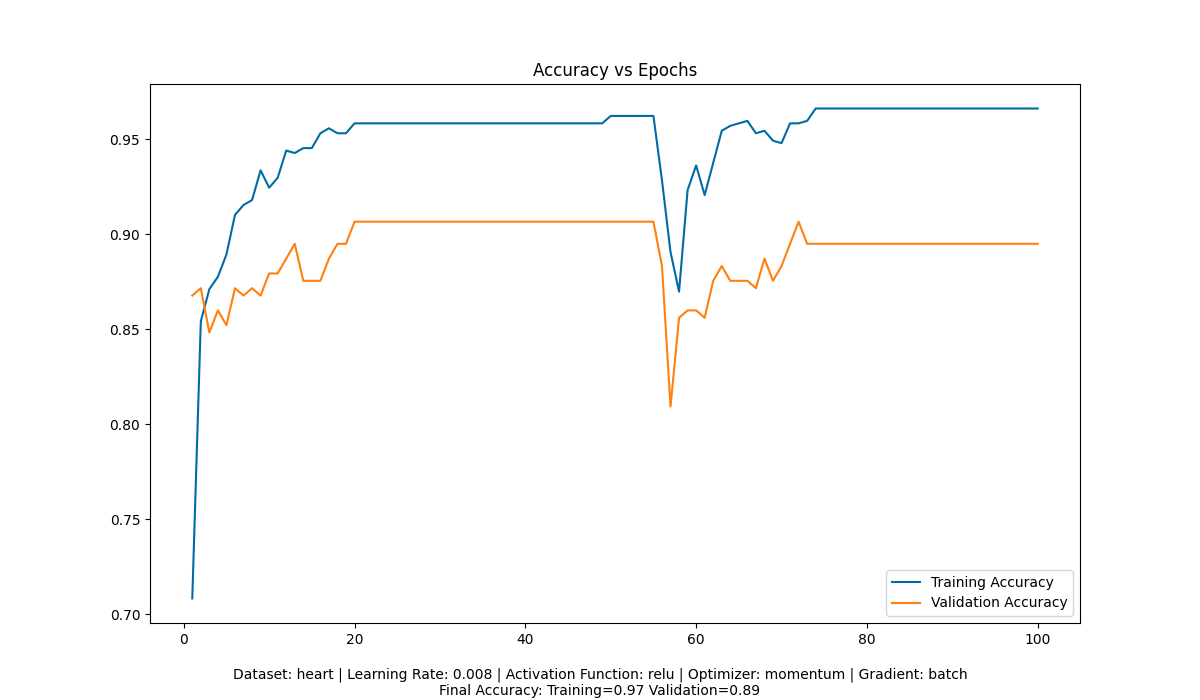 Accuracy vs Epochs
0.95
0.90
0.85
0.80
0.75
0.70
0 20 40 60 80 100
Training Accuracy
Validation Accuracy
Dataset: heart | Learning Rate: 0.008 | Activation Function: relu | Optimizer: momentum | Gradient: batch
Final Accuracy: Training=0.97 Validation=0.89